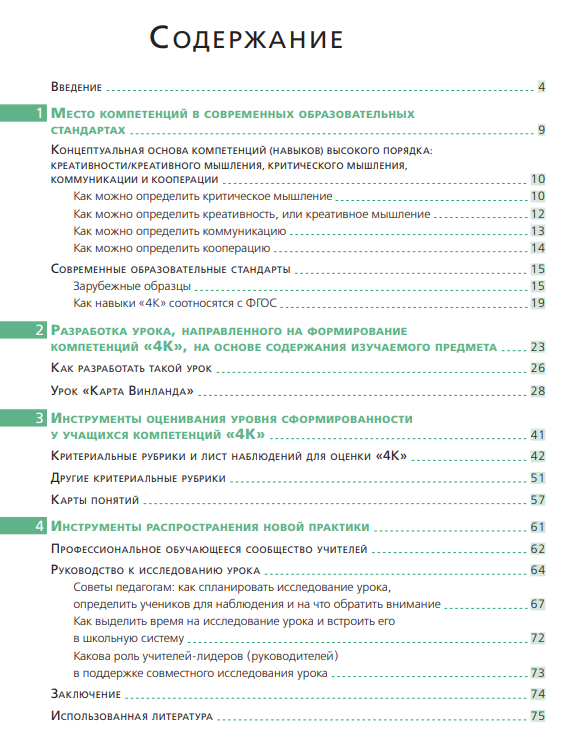 Содержание
Введение 4
1 Место компетенций в современных образовательных
стандартах 9
Концептуальная основа компетенций (навыков) высокого порядка:
креативности/креативного мышления, критического мышления,
коммуникации и кооперации 10
Как можно определить критическое мышление 10
Как можно определить креативность, или креативное мышление 12
Как можно определить коммуникацию 13
Как можно определить кооперацию 14
Современные образовательные стандарты 15
Зарубежные образцы 15
Как навыки «4К» соотносятся с ФГОС 19
2 Разработка урока, направленного на формирование
компетенций «4К», на основе содержания изучаемого предмета 23
Как разработать такой урок 26
Урок «Карта Винланда» 28
3 Инструменты оценивания уровня сформированности
у учащихся компетенций «4К» 41
Критериальные рубрики и лист наблюдений для оценки «4К» 42
Другие критериальные рубрики 51
Карты понятий 57
4 Инструменты распространения новой практики 61
Профессиональное обучающееся сообщество учителей 62
Руководство к исследованию урока 64
Советы педагогам: как спланировать исследование урока,
определить учеников для наблюдения и на что обратить внимание 67
Как выделить время на исследование урока и встроить его
в школьную систему 72
Какова роль учителей-лидеров (руководителей)
в поддержке совместного исследования урока 73
Заключение 74
Использованная литература 75